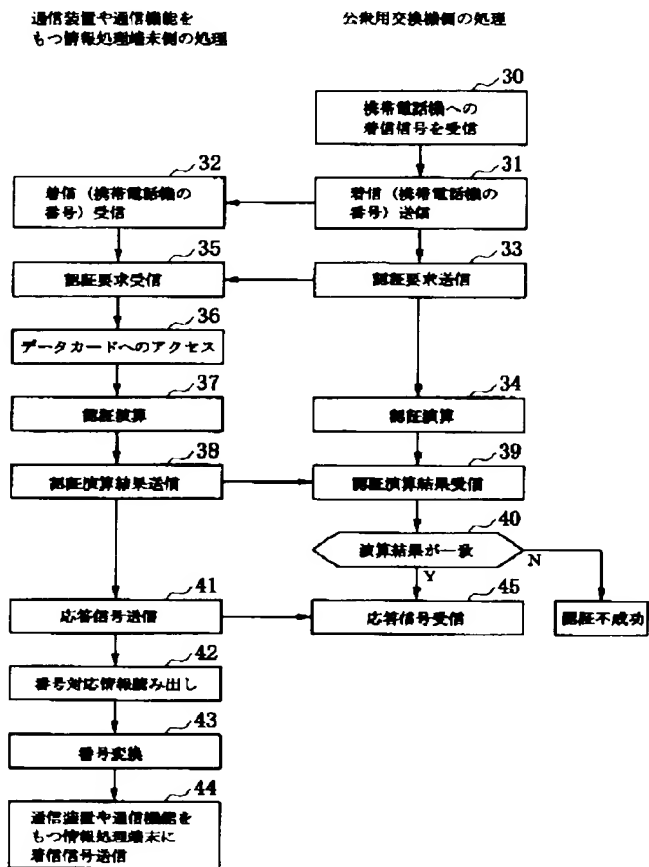 通信装置や通信機能を
もつ情報処理端末側の処理
公衆用交換機側の処理
30
携帯電話機への
着信信号を受信
32
31
着信（携帯電話機の
番号）受信
着信（携帯電話機の
番号）送信
35
33
認証要求受信
認証要求送信
36
データカードへのアクセス
37
34
認証演算
認証演算
38
39
認証演算結果送信
認証演算結果受信
40
演算結果が一致
N
Y
41
45
応答信号送信
応答信号受信
認証不成功
42
番号対応情報読み出し
43
番号変換
44
通信装置や通信機能を
もつ情報処理端末に
着信信号送信